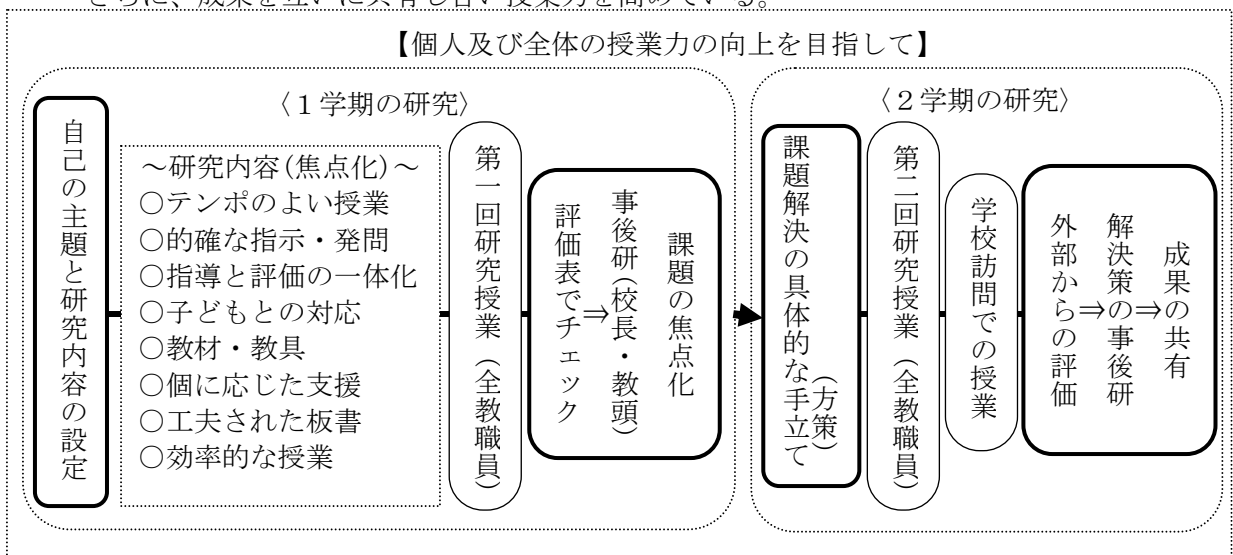 さらに、成果を互いに共有し合い授業力を高めている。
【個人及び全体の授業力の向上を目指して】
〈１学期の研究〉
自己の主題と研究内容の設定
～研究内容(焦点化)～
○テンポのよい授業
○的確な指示・発問
○指導と評価の一体化
○子どもとの対応
○教材・教具
○個に応じた支援
○工夫された板書
○効率的な授業
第一回研究授業（全教職員）
評価表でチェック
⇒
事後研(校長・教頭)
課題の焦点化
〈２学期の研究〉
課題解決の具体的な手立て
(方策)
第二回研究授業（全教職員）
学校訪問での授業
外部からの評価
⇒
解決策の事後研
⇒
成果の共有